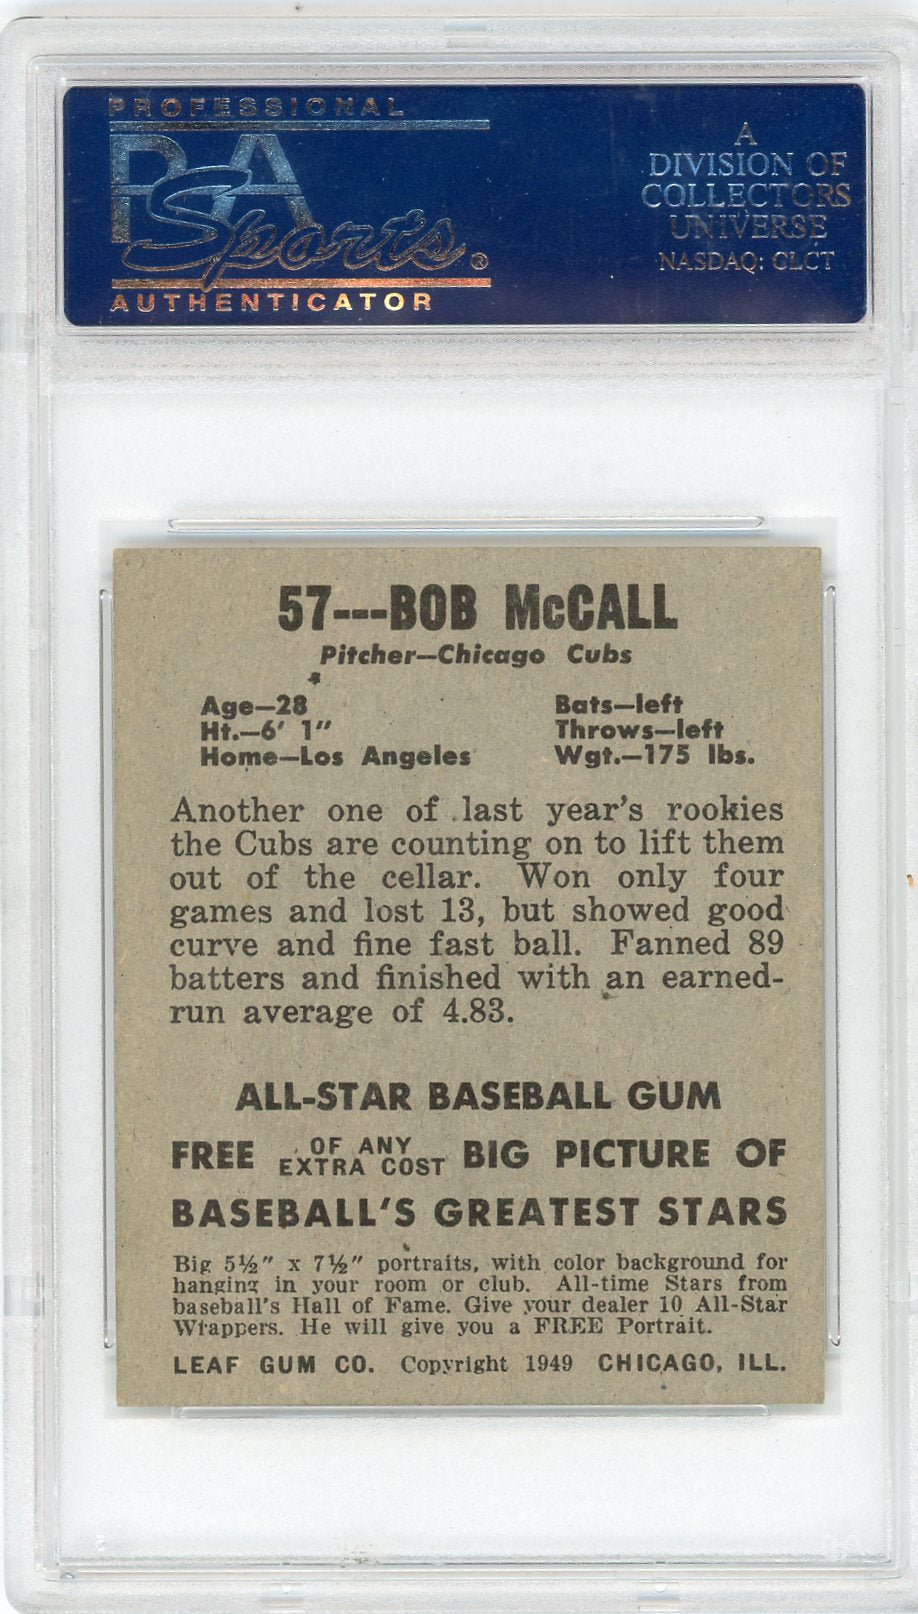 PROFESSIONAL
PSA
Sports®
AUTHENTICATOR
A
DIVISION OF
COLLECTORS
UNIVERSE
NASDAQ: CLCT
57---BOB McCALL
Pitcher—Chicago Cubs
Age—28
Ht.—6' 1"
Home—Los Angeles
Bats—left
Throws—left
Wgt.—175 lbs.
Another one of last year's rookies
the Cubs are counting on to lift them
out of the cellar. Won only four
games and lost 13, but showed good
curve and fine fast ball. Fanned 89
batters and finished with an earned-
run average of 4.83.
ALL-STAR BASEBALL GUM
FREE OF ANY EXTRA COST BIG PICTURE OF
BASEBALL'S GREATEST STARS
Big 5½" x 7½" portraits, with color background for
hanging in your room or club. All-time Stars from
baseball's Hall of Fame. Give your dealer 10 All-Star
Wrappers. He will give you a FREE Portrait.
LEAF GUM CO. Copyright 1949 CHICAGO, ILL.